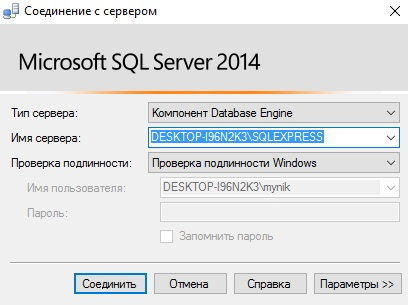 Соединение с сервером
Microsoft SQL Server 2014
Тип сервера: Компонент Database Engine
Имя сервера: DESKTOP-I96N2K3\SQLEXPRESS
Проверка подлинности: Проверка подлинности Windows
Имя пользователя: DESKTOP-I96N2K3\mynik
Пароль:
Запомнить пароль
Соединить Отмена Справка Параметры >>